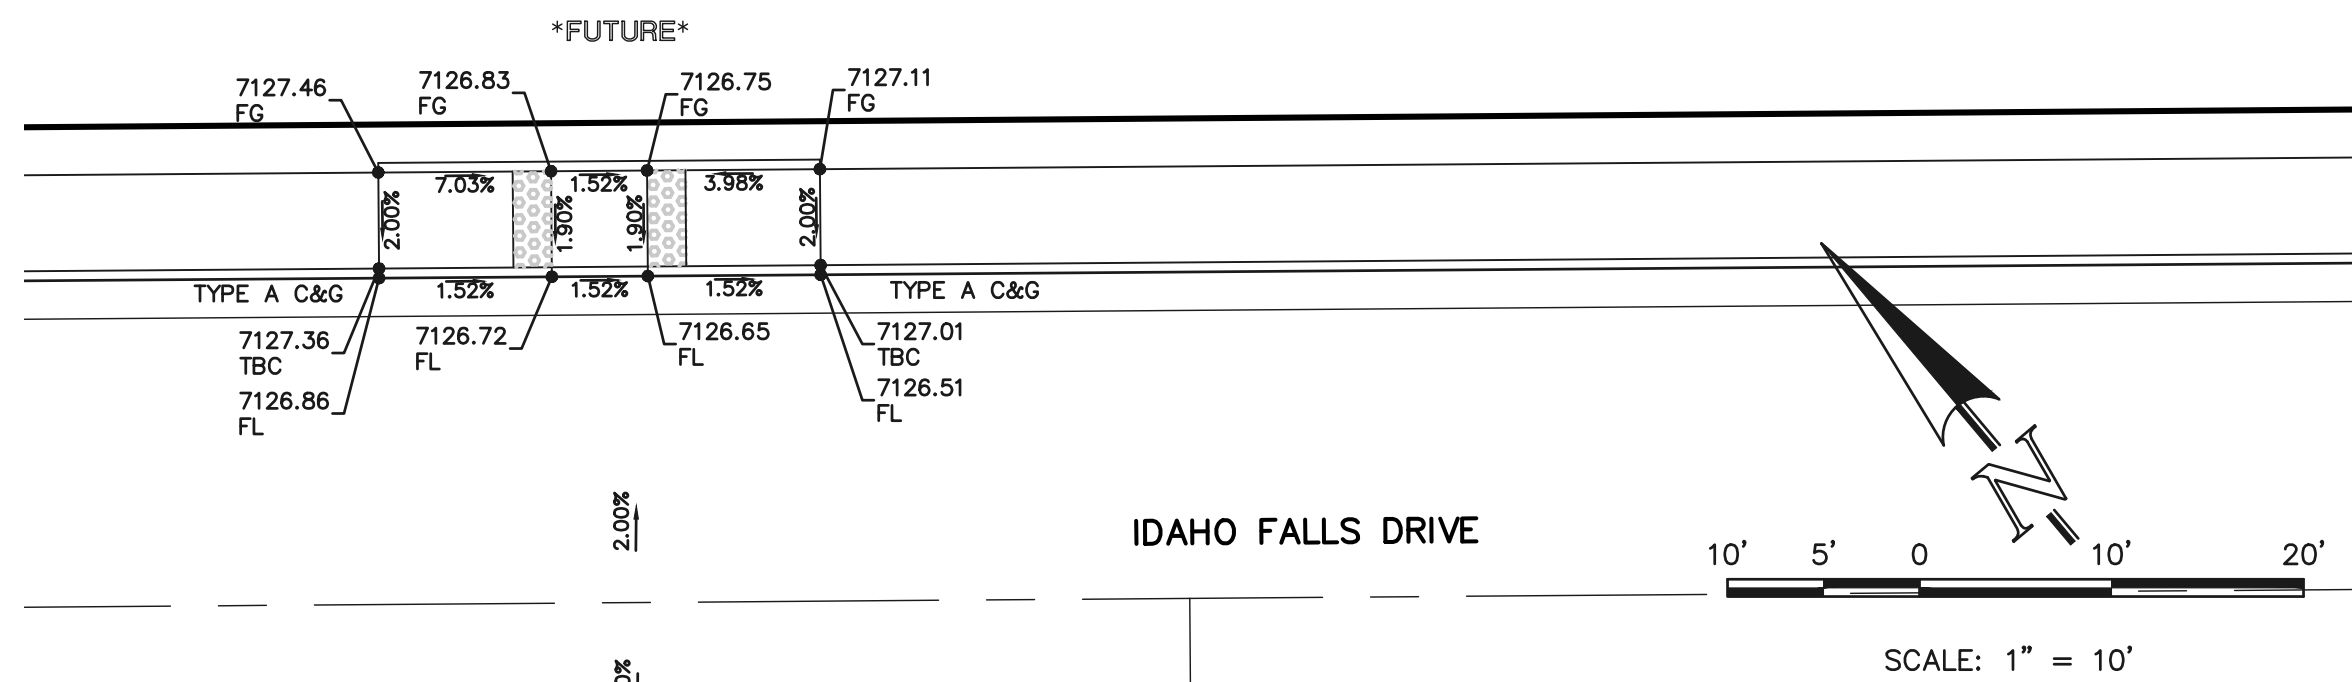 *FUTURE*
7127.46
FG
7126.83
FG
7126.75
FG
7127.11
FG
7.03%
1.52%
3.98%
2.00%
1.90%
1.90%
2.00%
TYPE A C&G
1.52%
1.52%
1.52%
TYPE A C&G
7127.36
TBC
7126.72
FL
7126.65
FL
7127.01
TBC
7126.86
FL
7126.51
FL
N
2.00%
IDAHO FALLS DRIVE
10' 5' 0 10' 20'
SCALE: 1" = 10'